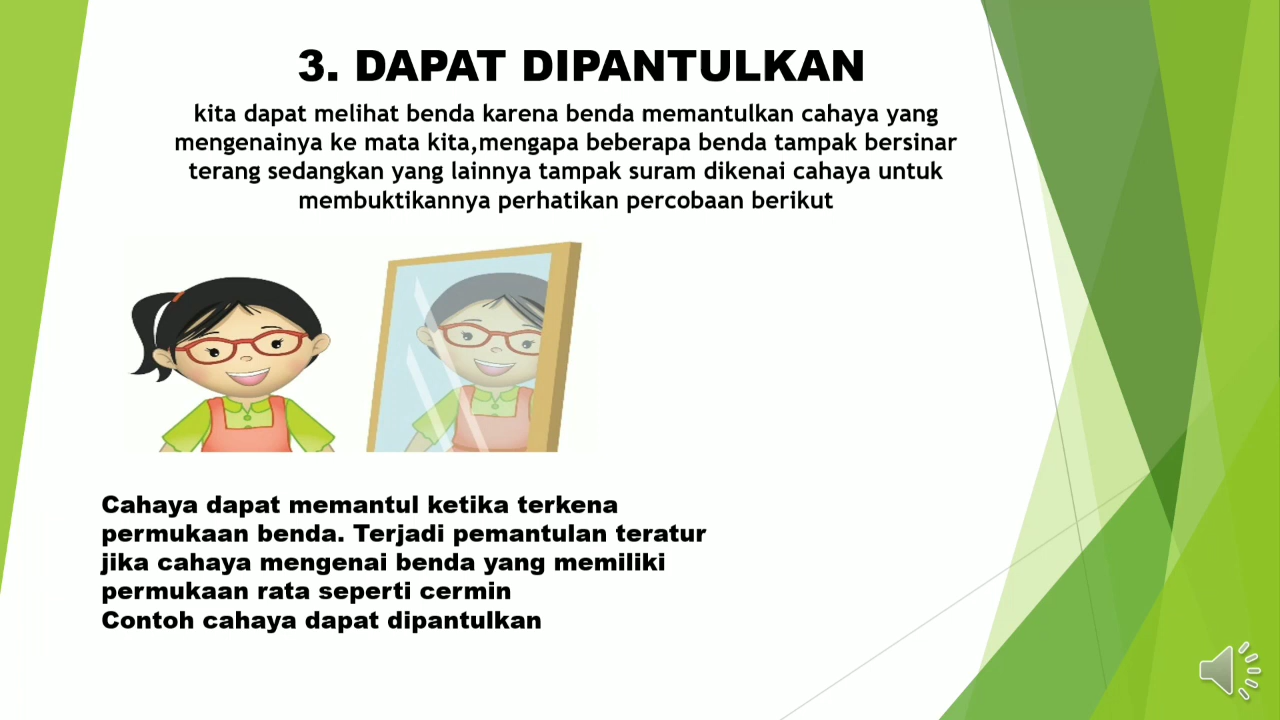 3. DAPAT DIPANTULKAN
kita dapat melihat benda karena benda memantulkan cahaya yang
mengenainya ke mata kita,mengapa beberapa benda tampak bersinar
terang sedangkan yang lainnya tampak suram dikenai cahaya untuk
membuktikannya perhatikan percobaan berikut
Cahaya dapat memantul ketika terkena
permukaan benda. Terjadi pemantulan teratur
jika cahaya mengenai benda yang memiliki
permukaan rata seperti cermin
Contoh cahaya dapat dipantulkan